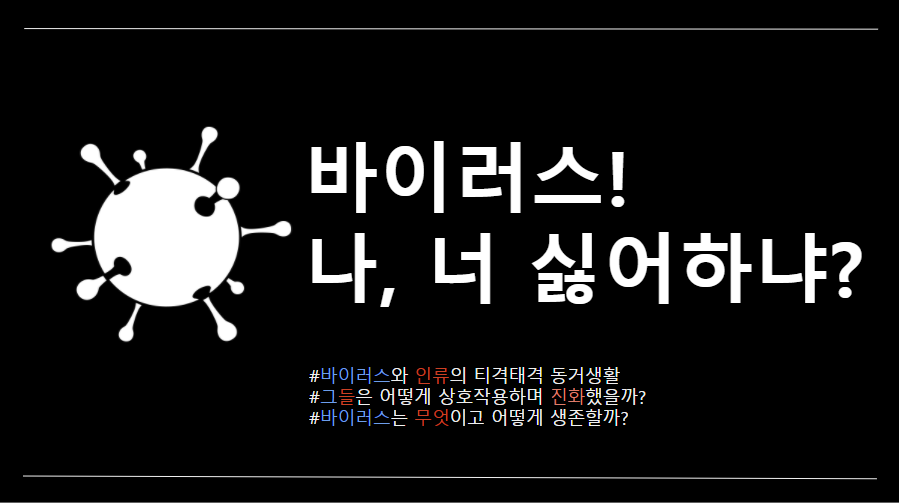 바이러스!
나, 너 싫어하냐?
#바이러스와 인류의 티격태격 동거생활
#그들은 어떻게 상호작용하며 진화했을까?
#바이러스는 무엇이고 어떻게 생존할까?